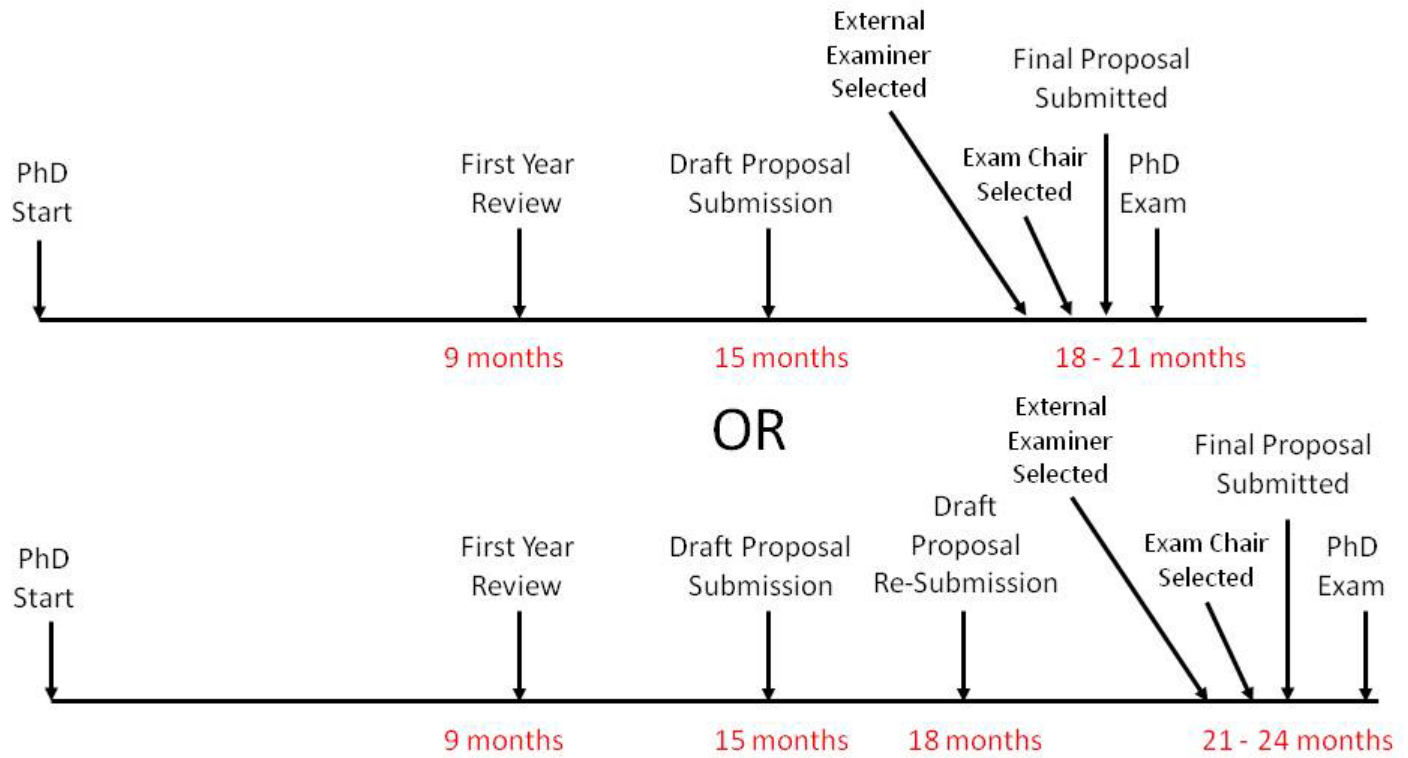 External
Examiner
Selected
Final Proposal
Submitted
Exam Chair
Selected
PhD
Exam
PhD
Start
First Year
Review
Draft Proposal
Submission
9 months
15 months
18 - 21 months
OR
External
Examiner
Selected
Final Proposal
Submitted
Draft
Proposal
Re-Submission
Exam Chair
Selected
PhD
Exam
PhD
Start
First Year
Review
Draft Proposal
Submission
9 months
15 months
18 months
21 - 24 months